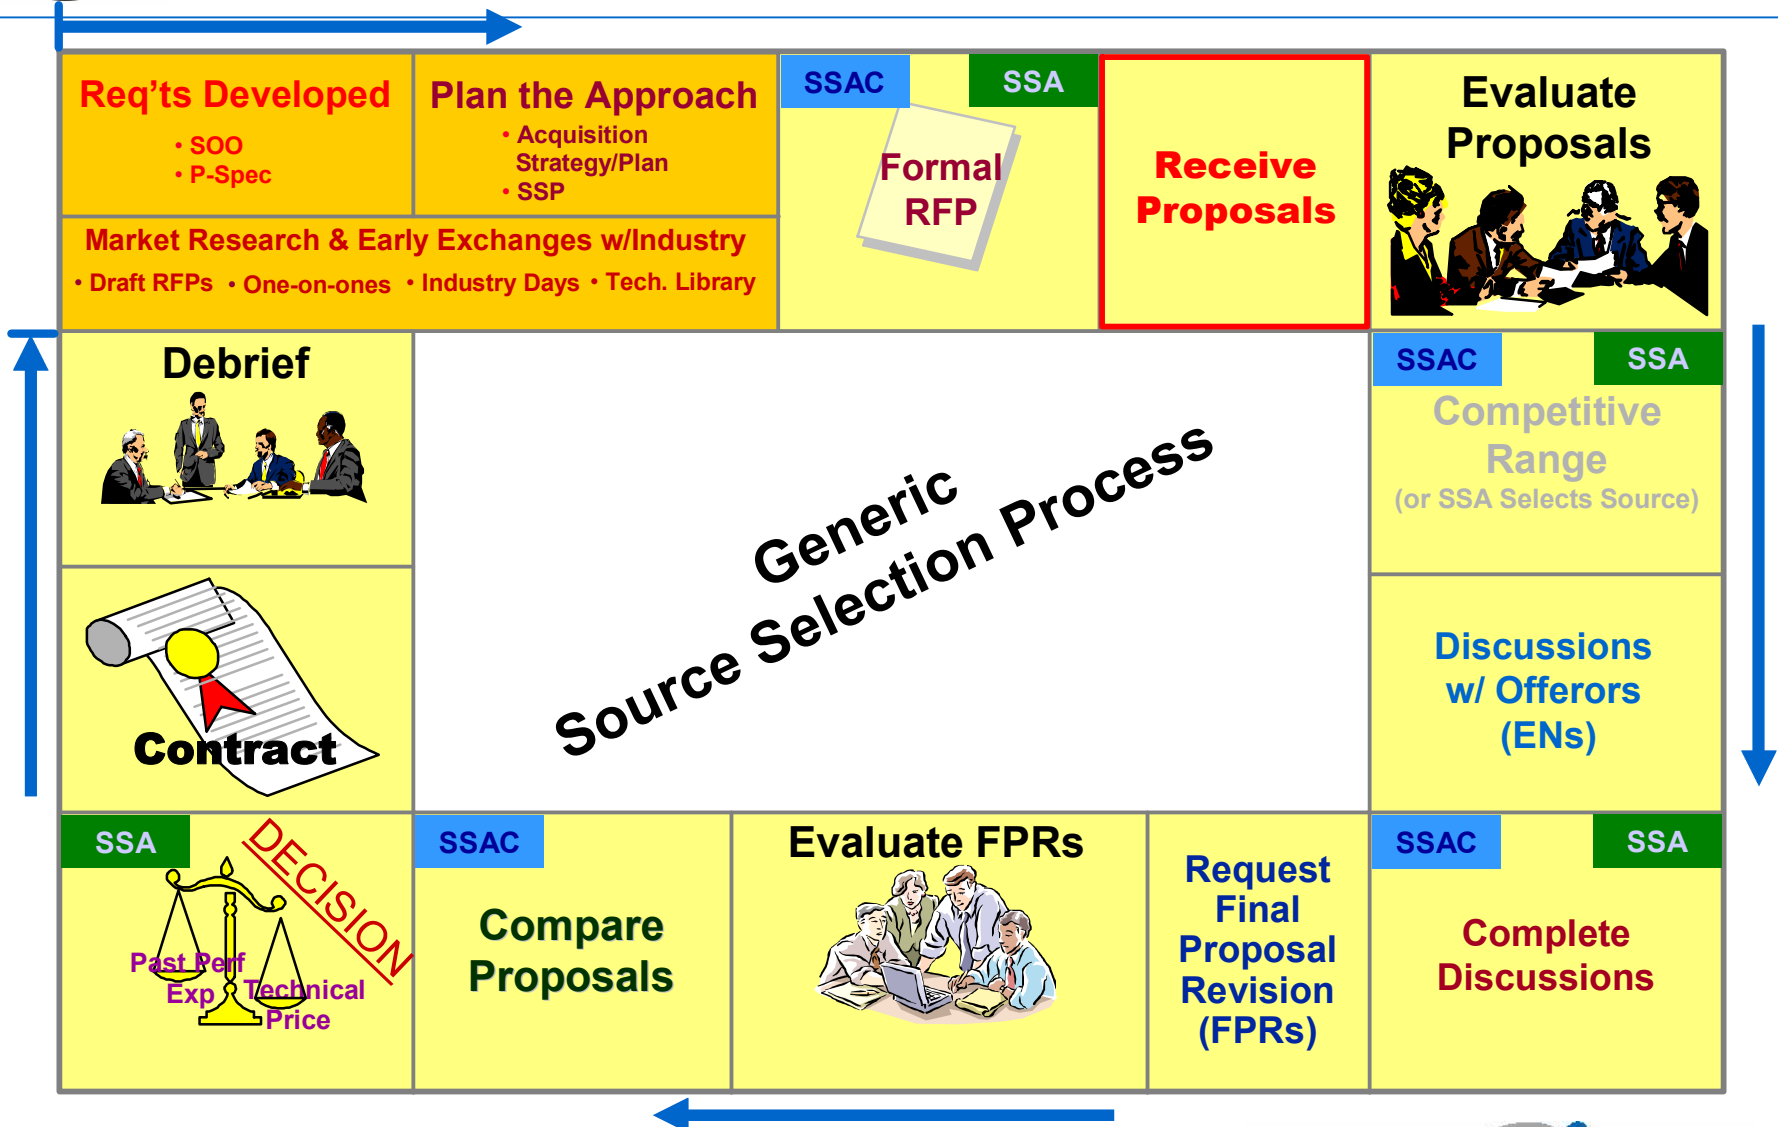 Req'ts Developed
• SOO
• P-Spec
Plan the Approach
• Acquisition
Strategy/Plan
• SSP
Market Research & Early Exchanges w/Industry
• Draft RFPs • One-on-ones • Industry Days • Tech. Library
SSAC SSA
Formal
RFP
Receive
Proposals
Evaluate
Proposals
SSAC SSA
Competitive
Range
(or SSA Selects Source)
Discussions
w/ Offerors
(ENs)
SSAC SSA
Complete
Discussions
Request
Final
Proposal
Revision
(FPRs)
Evaluate FPRs
SSAC
Compare
Proposals
SSA
DECISION
Past Perf
Exp
Technical
Price
Contract
Debrief
Generic
Source Selection Process